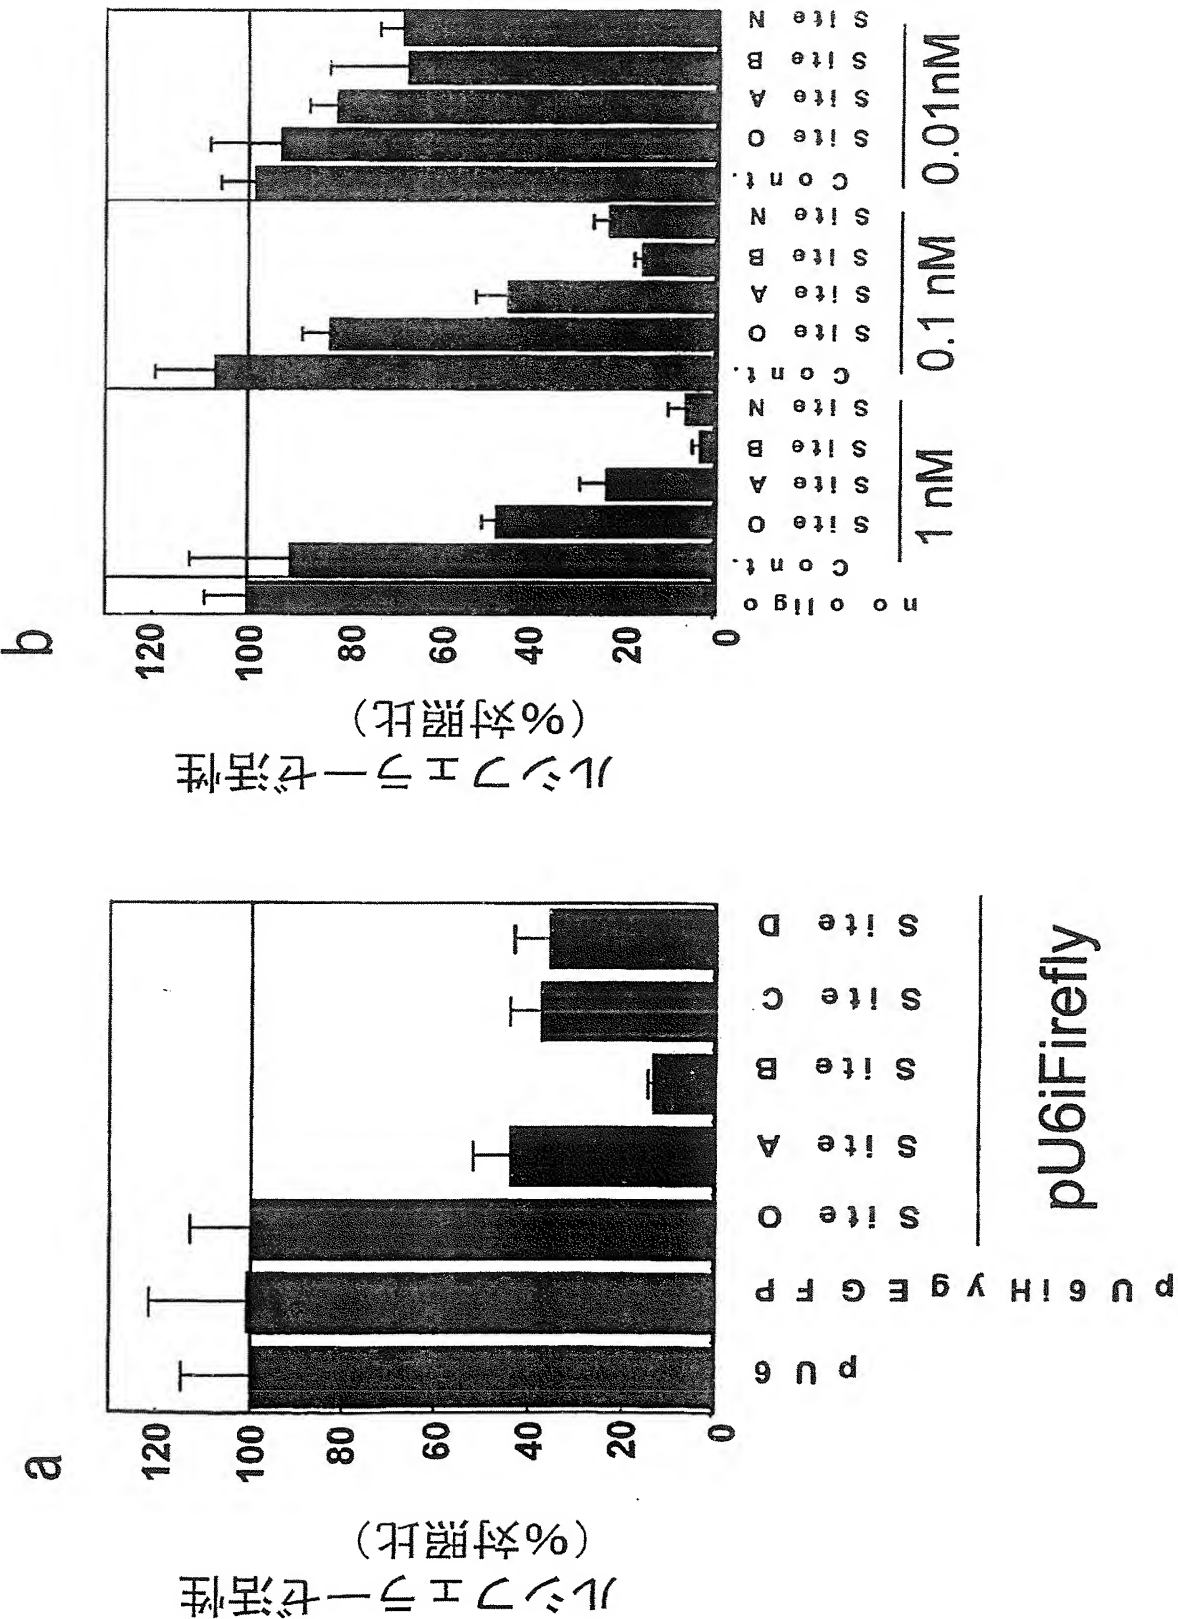 a
ルシフェラーゼ活性
（%対照比）
120
100
80
60
40
20
0
pU6
pU6iHygEGFP
Site O
Site A
Site B
Site C
Site D
pU6iFirefly
b
ルシフェラーゼ活性
（%対照比）
120
100
80
60
40
20
0
no oligo
Cont.
Site O
Site A
Site B
Site N
Cont.
Site O
Site A
Site B
Site N
Cont.
Site O
Site A
Site B
Site N
1 nM
0.1 nM
0.01nM